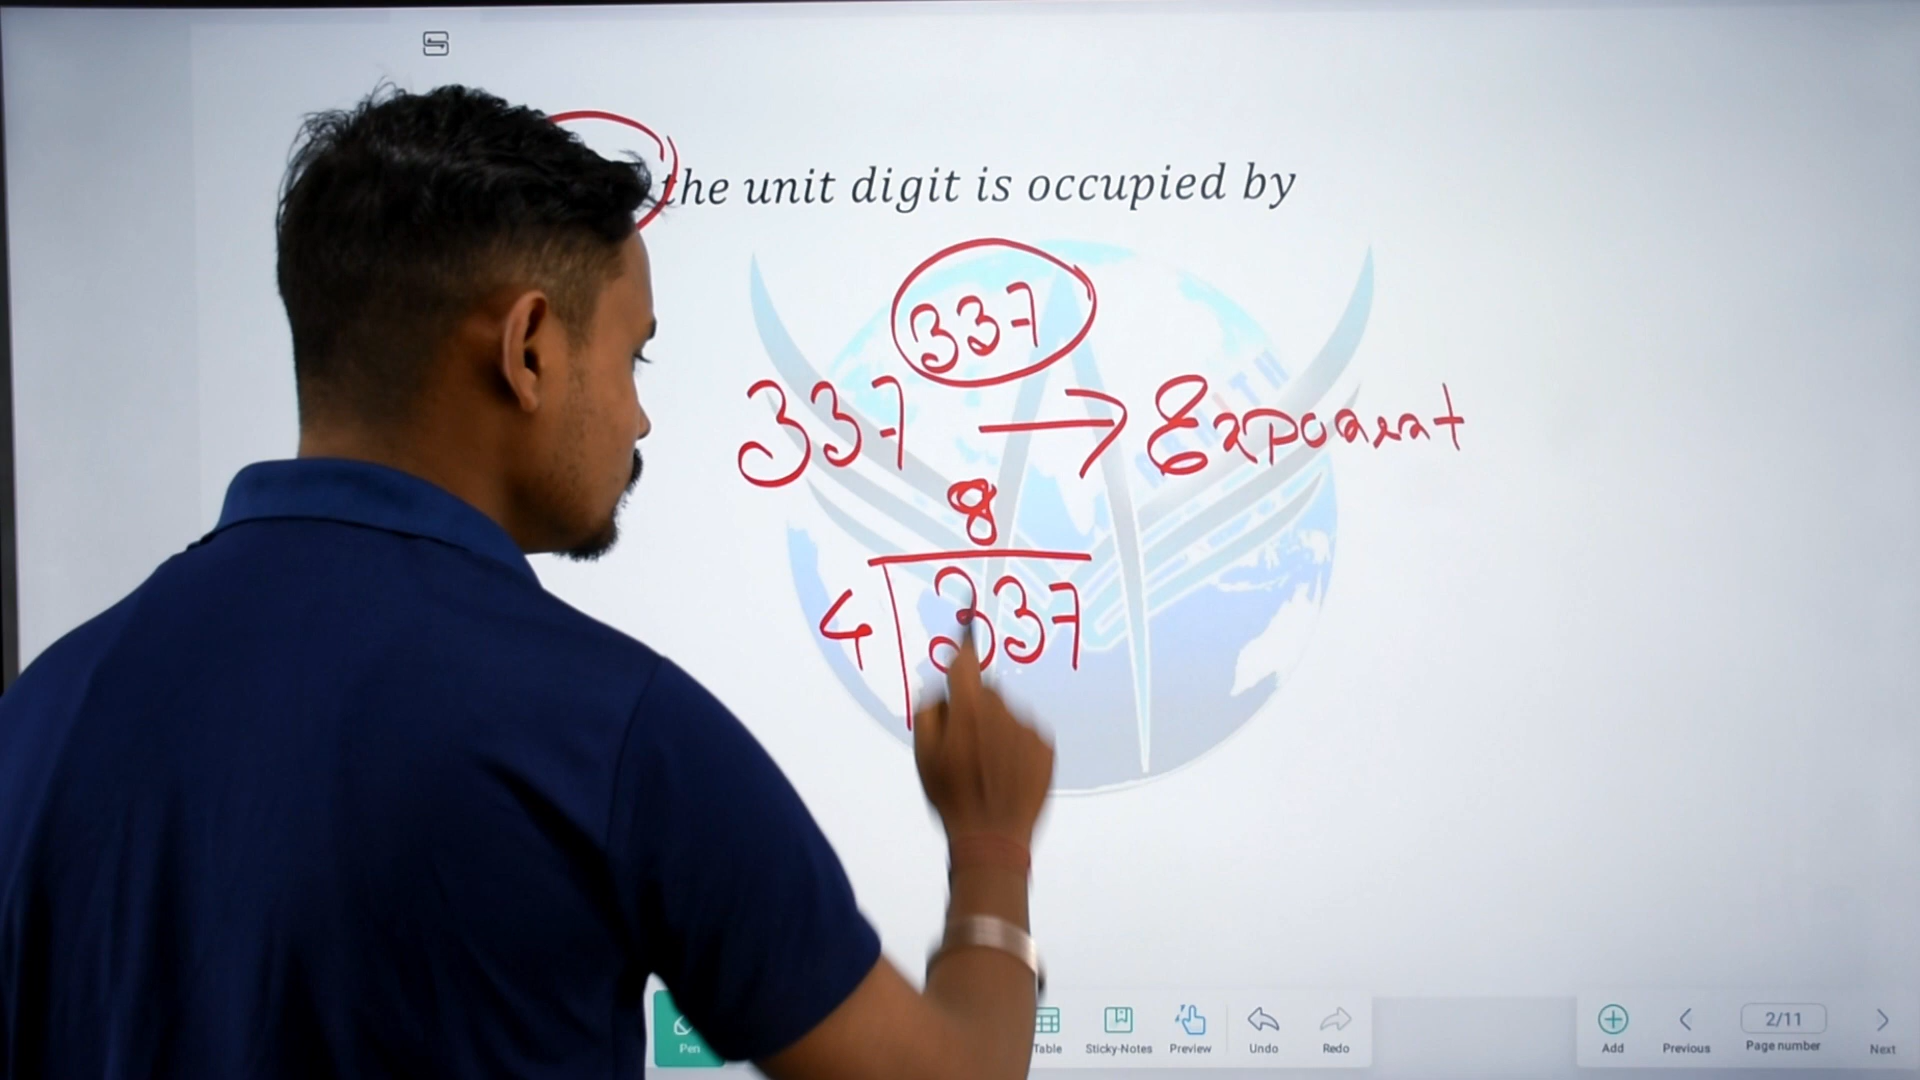 the unit digit is occupied by
337
337 → Exponent
8
4 337
Pen
Table
Sticky-Notes
Preview
Undo
Redo
Add
Previous
2/11
Page number
Next